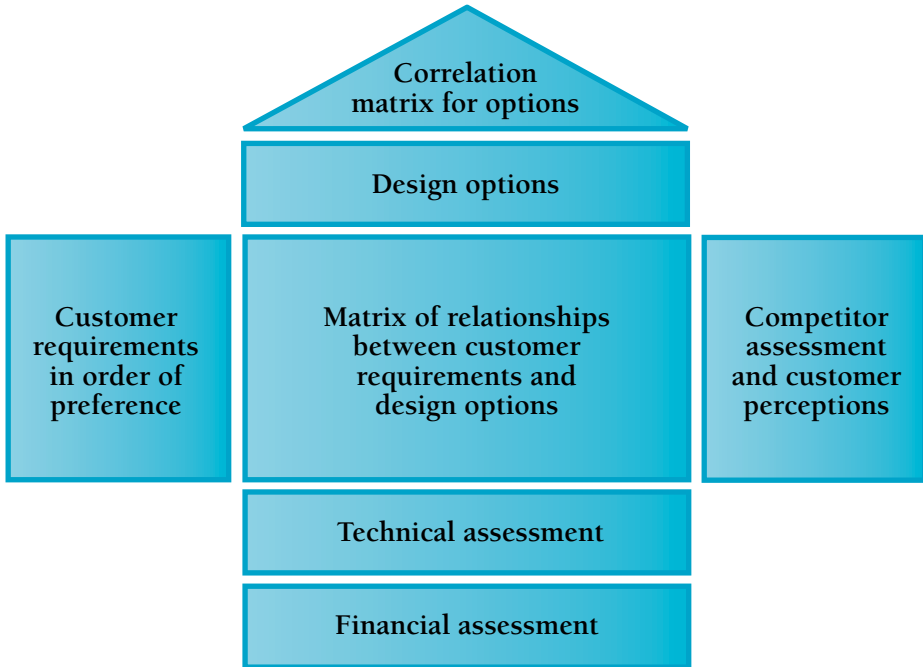 Correlation
matrix for options
Design options
Customer
requirements
in order of
preference
Matrix of relationships
between customer
requirements and
design options
Competitor
assessment
and customer
perceptions
Technical assessment
Financial assessment